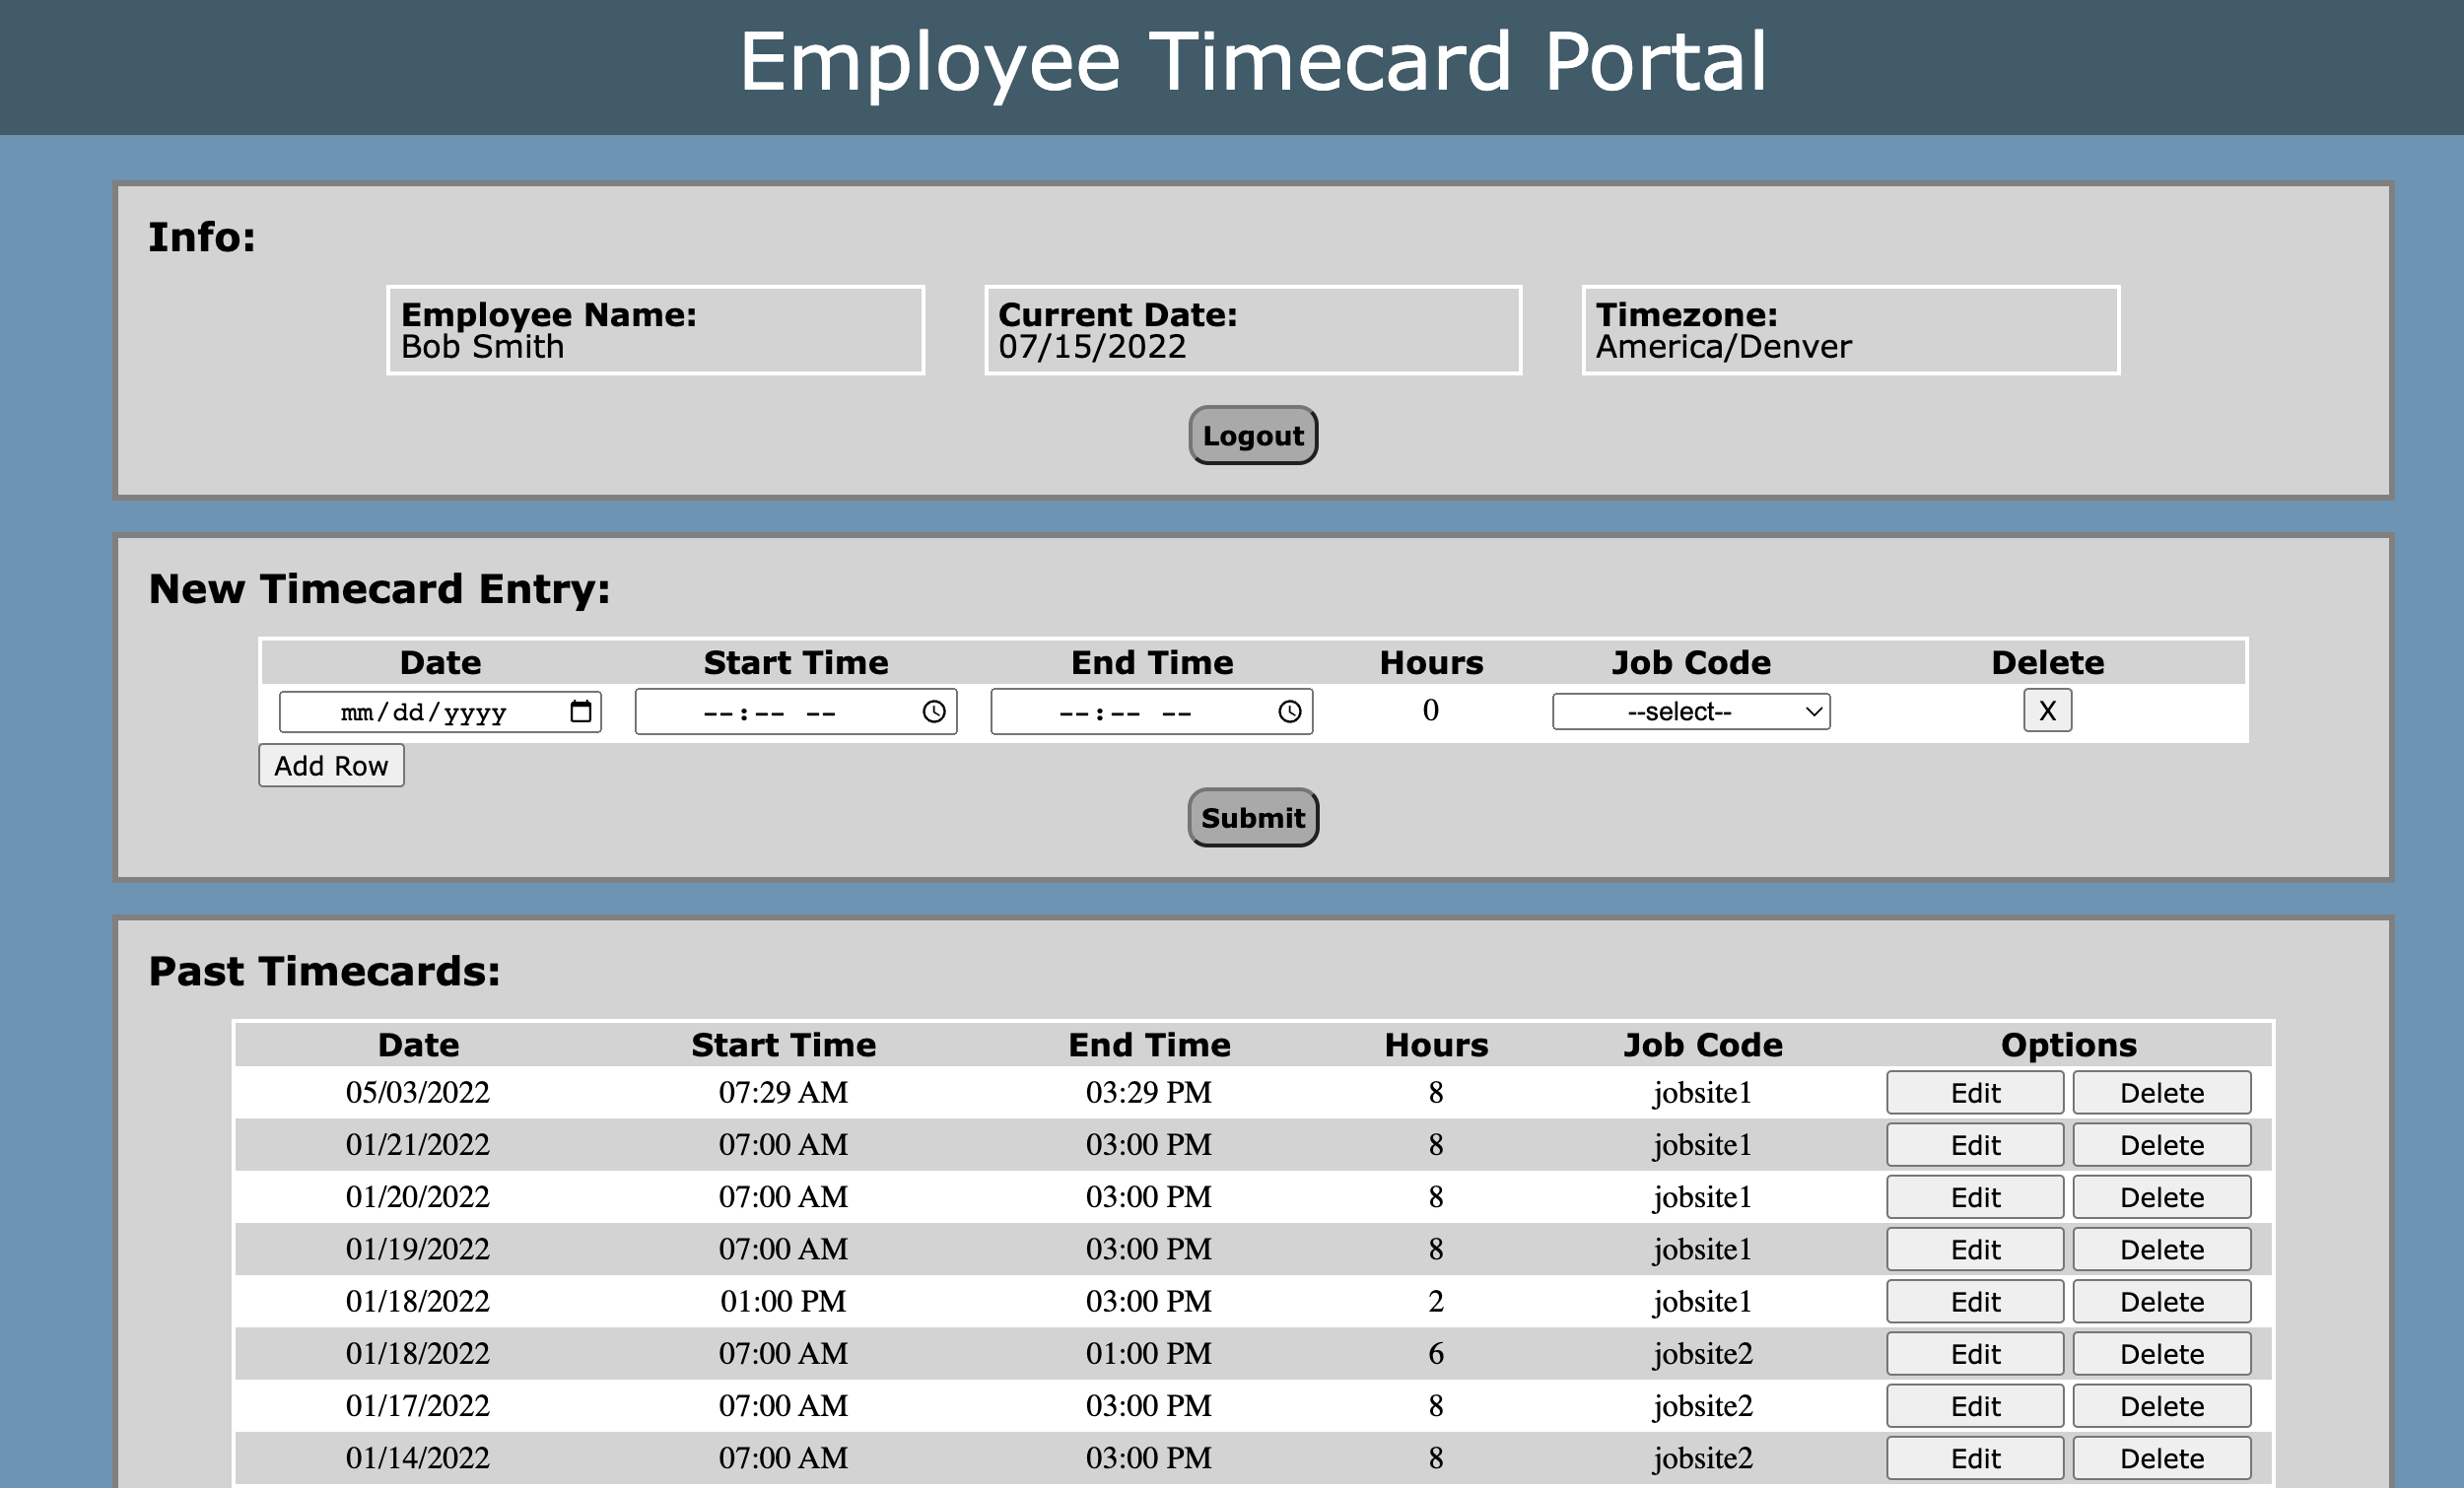 Employee Timecard Portal
Info:
Employee Name:
Bob Smith
Current Date:
07/15/2022
Timezone:
America/Denver
Logout
New Timecard Entry:
Date Start Time End Time Hours Job Code Delete
mm/dd/yyyy --:-- -- --:-- -- 0 --select-- X
Add Row
Submit
Past Timecards:
Date Start Time End Time Hours Job Code Options
05/03/2022 07:29 AM 03:29 PM 8 jobsite1 Edit Delete
01/21/2022 07:00 AM 03:00 PM 8 jobsite1 Edit Delete
01/20/2022 07:00 AM 03:00 PM 8 jobsite1 Edit Delete
01/19/2022 07:00 AM 03:00 PM 8 jobsite1 Edit Delete
01/18/2022 01:00 PM 03:00 PM 2 jobsite1 Edit Delete
01/18/2022 07:00 AM 01:00 PM 6 jobsite2 Edit Delete
01/17/2022 07:00 AM 03:00 PM 8 jobsite2 Edit Delete
01/14/2022 07:00 AM 03:00 PM 8 jobsite2 Edit Delete